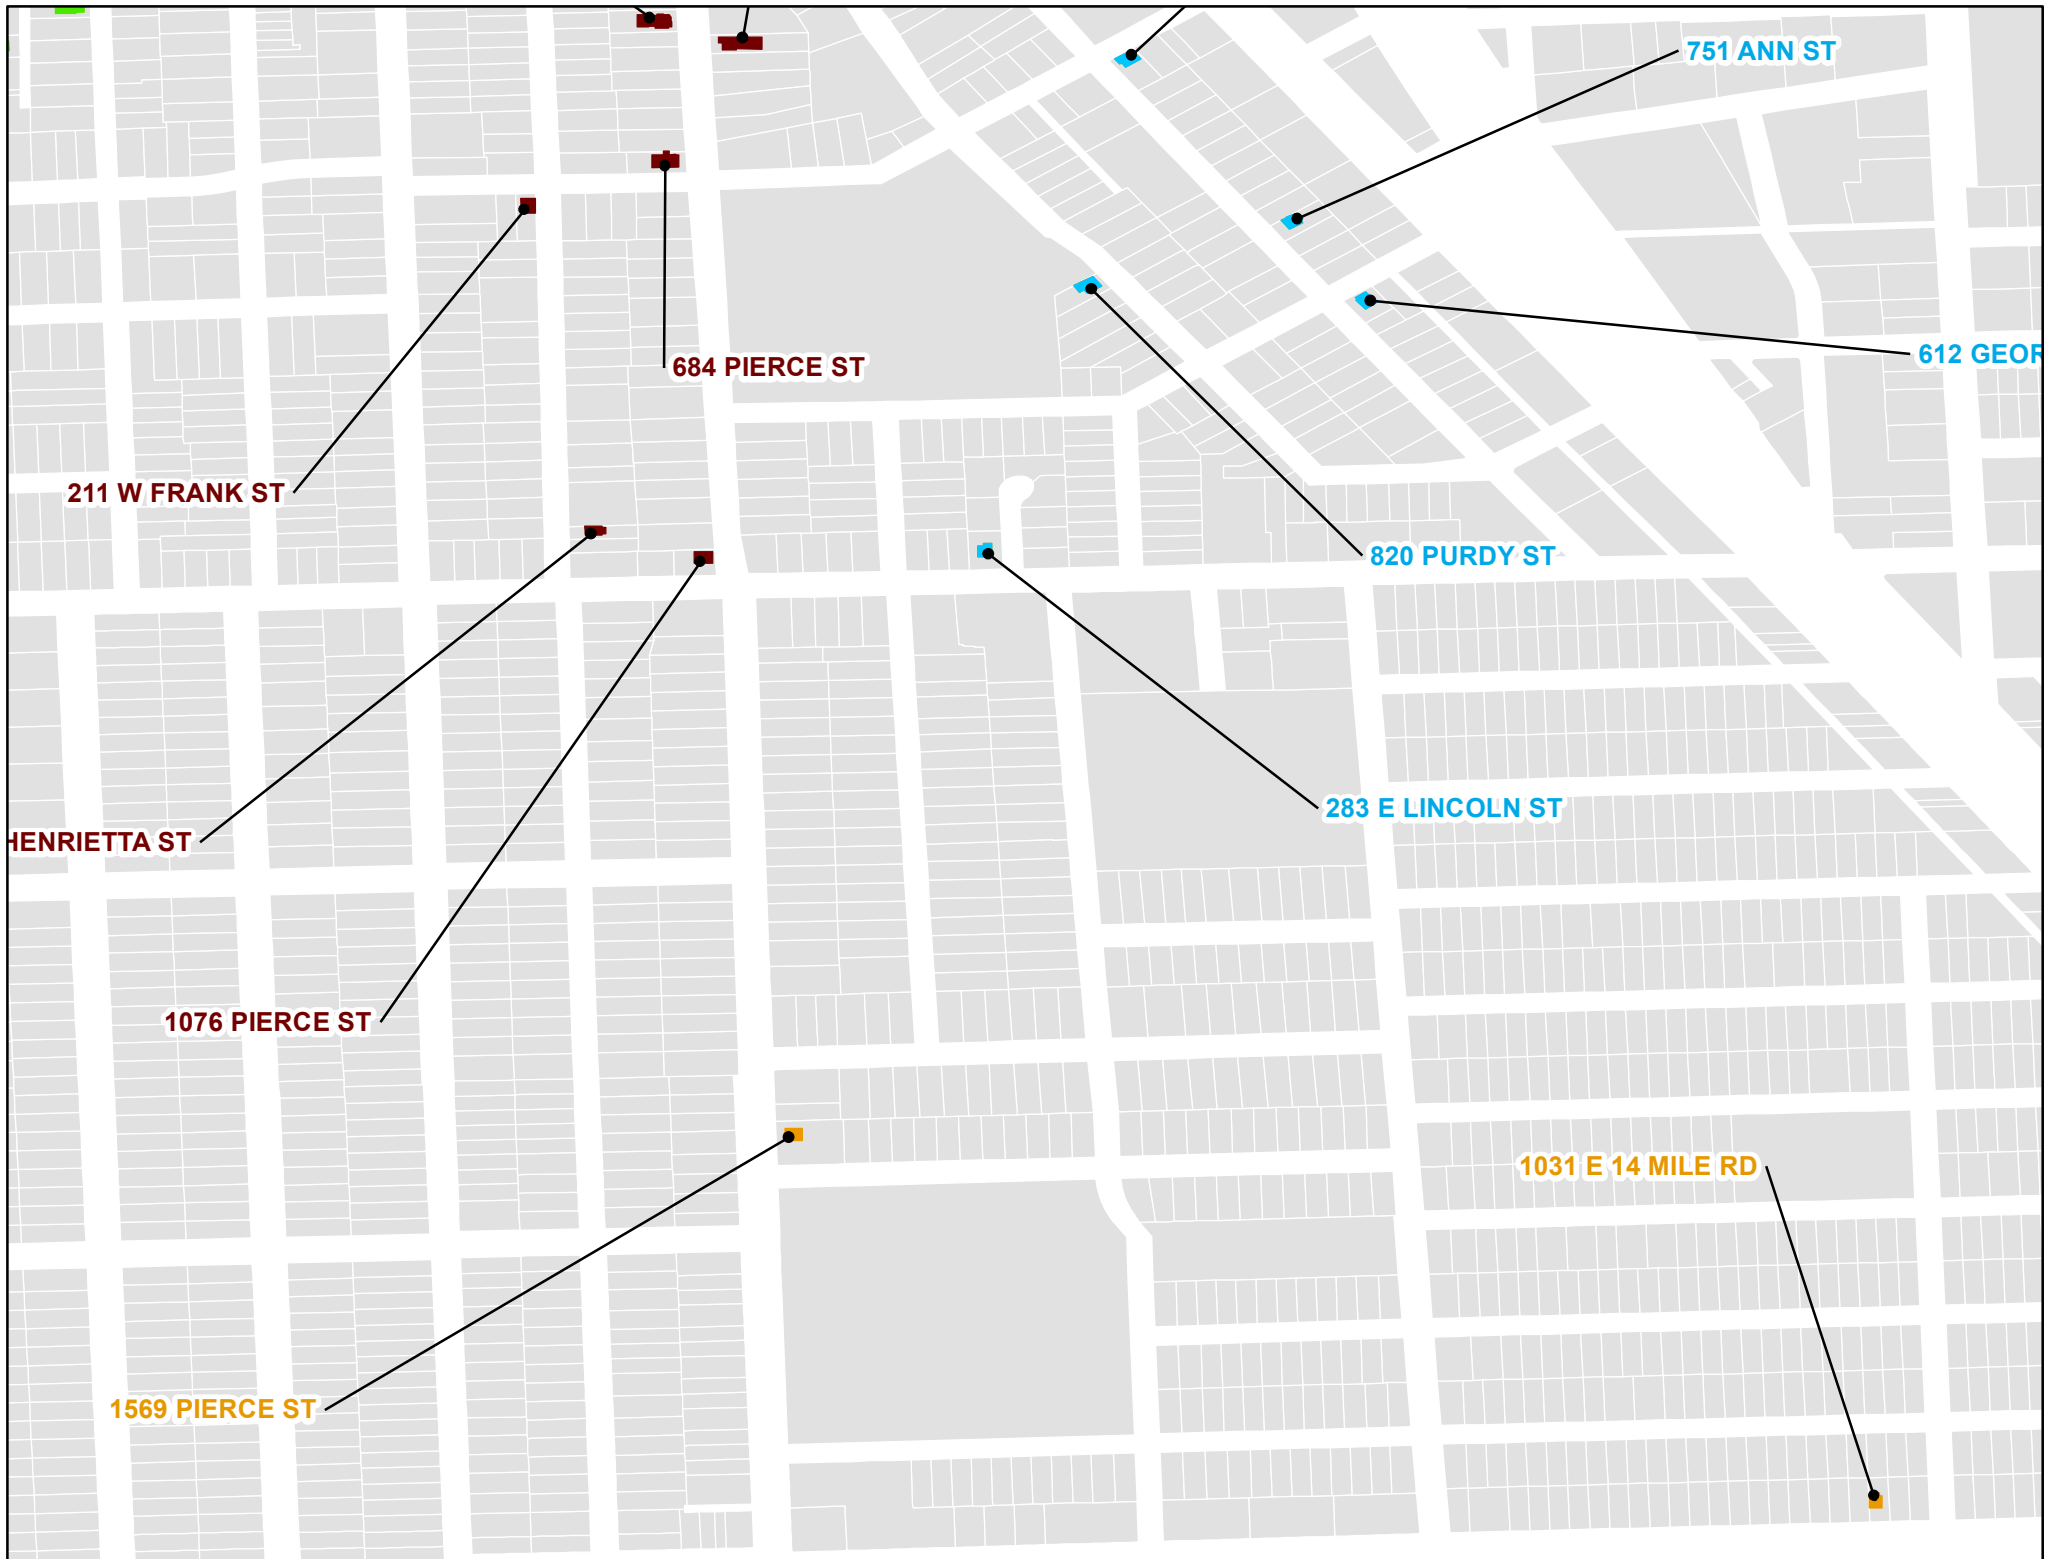 751 ANN ST
612 GEOR
684 PIERCE ST
211 W FRANK ST
820 PURDY ST
283 E LINCOLN ST
HENRIETTA ST
1076 PIERCE ST
1031 E 14 MILE RD
1569 PIERCE ST